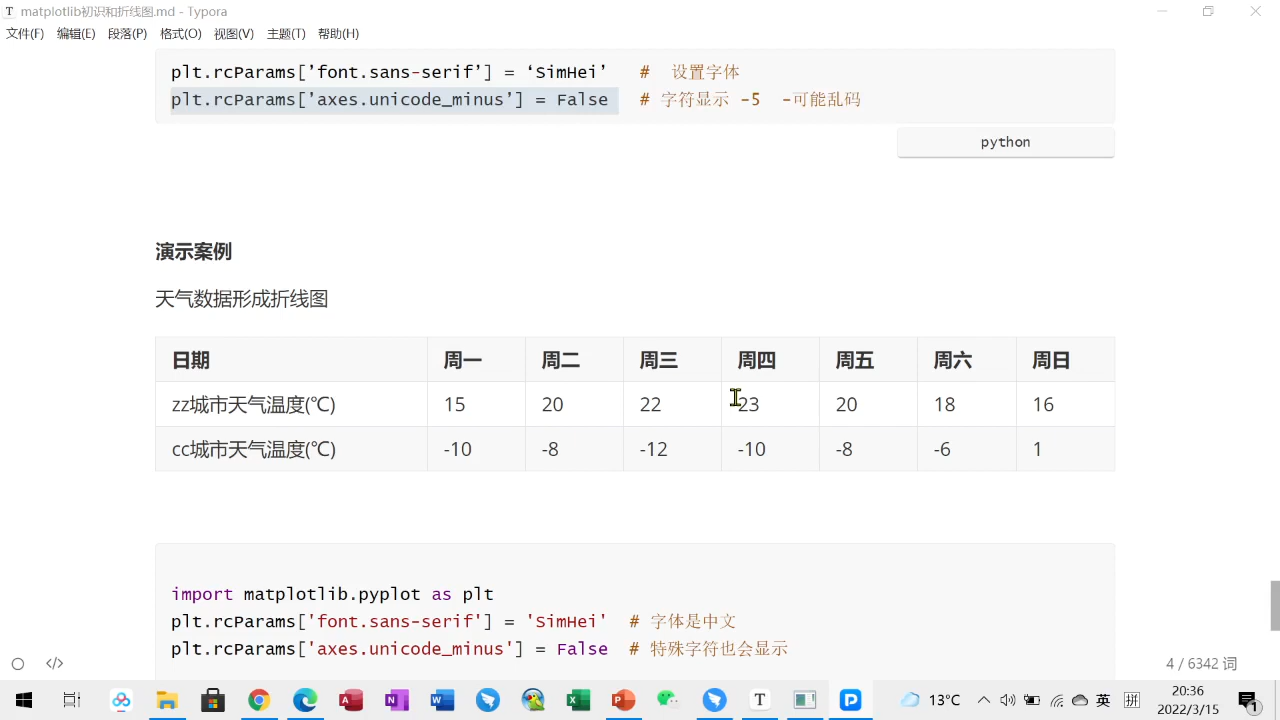 matplotlib初识和折线图.md - Typora
文件(F) 编辑(E) 段落(P) 格式(O) 视图(V) 主题(T) 帮助(H)
plt.rcParams[’font.sans-serif’] = ‘SimHei’ # 设置字体
plt.rcParams[’axes.unicode_minus’] = False # 字符显示 -5 -可能乱码
python
演示案例
天气数据形成折线图
日期 周一 周二 周三 周四 周五 周六 周日
zz城市天气温度(℃) 15 20 22 23 20 18 16
cc城市天气温度(℃) -10 -8 -12 -10 -8 -6 1
import matplotlib.pyplot as plt
plt.rcParams['font.sans-serif'] = 'SimHei' # 字体是中文
plt.rcParams['axes.unicode_minus'] = False # 特殊字符也会显示
4 / 6342 词
13°C 英 拼 20:36
2022/3/15 1